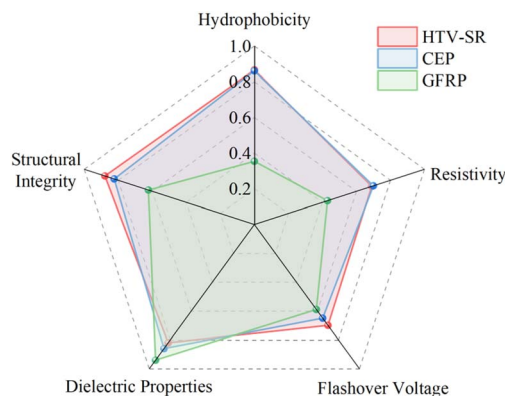 Hydrophobicity
1.0
HTV-SR
0.8
CEP
GFRP
0.6
0.4
Structural
Integrity
0.2
Resistivity
Dielectric Properties
Flashover Voltage